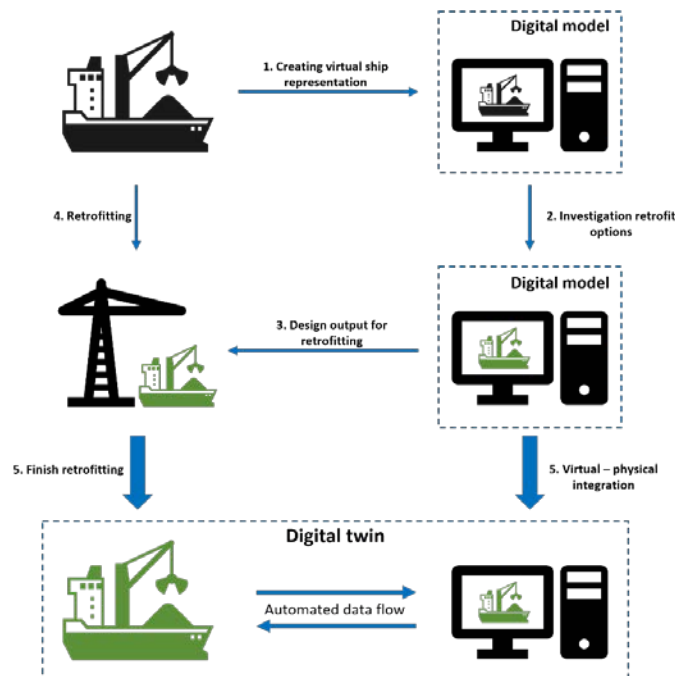 Digital model
1. Creating virtual ship
representation
4. Retrofitting
2. Investigation retrofit
options
Digital model
3. Design output for
retrofitting
5. Finish retrofitting
5. Virtual – physical
integration
Digital twin
Automated data flow